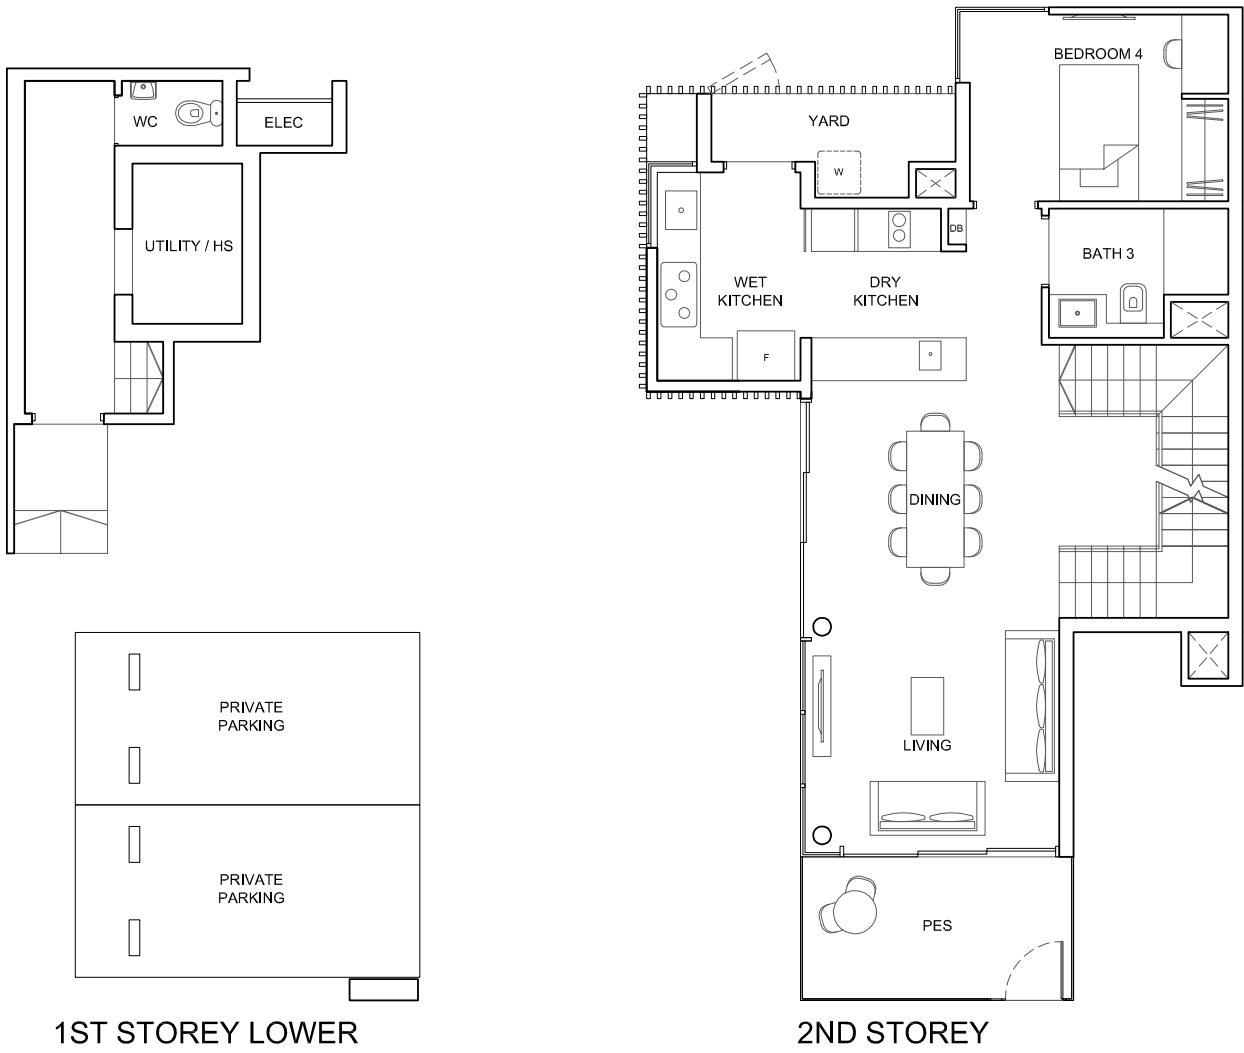 WC
ELEC
UTILITY / HS
PRIVATE
PARKING
PRIVATE
PARKING
1ST STOREY LOWER
BEDROOM 4
YARD
W
DB
BATH 3
WET
KITCHEN
DRY
KITCHEN
F
DINING
LIVING
PES
2ND STOREY